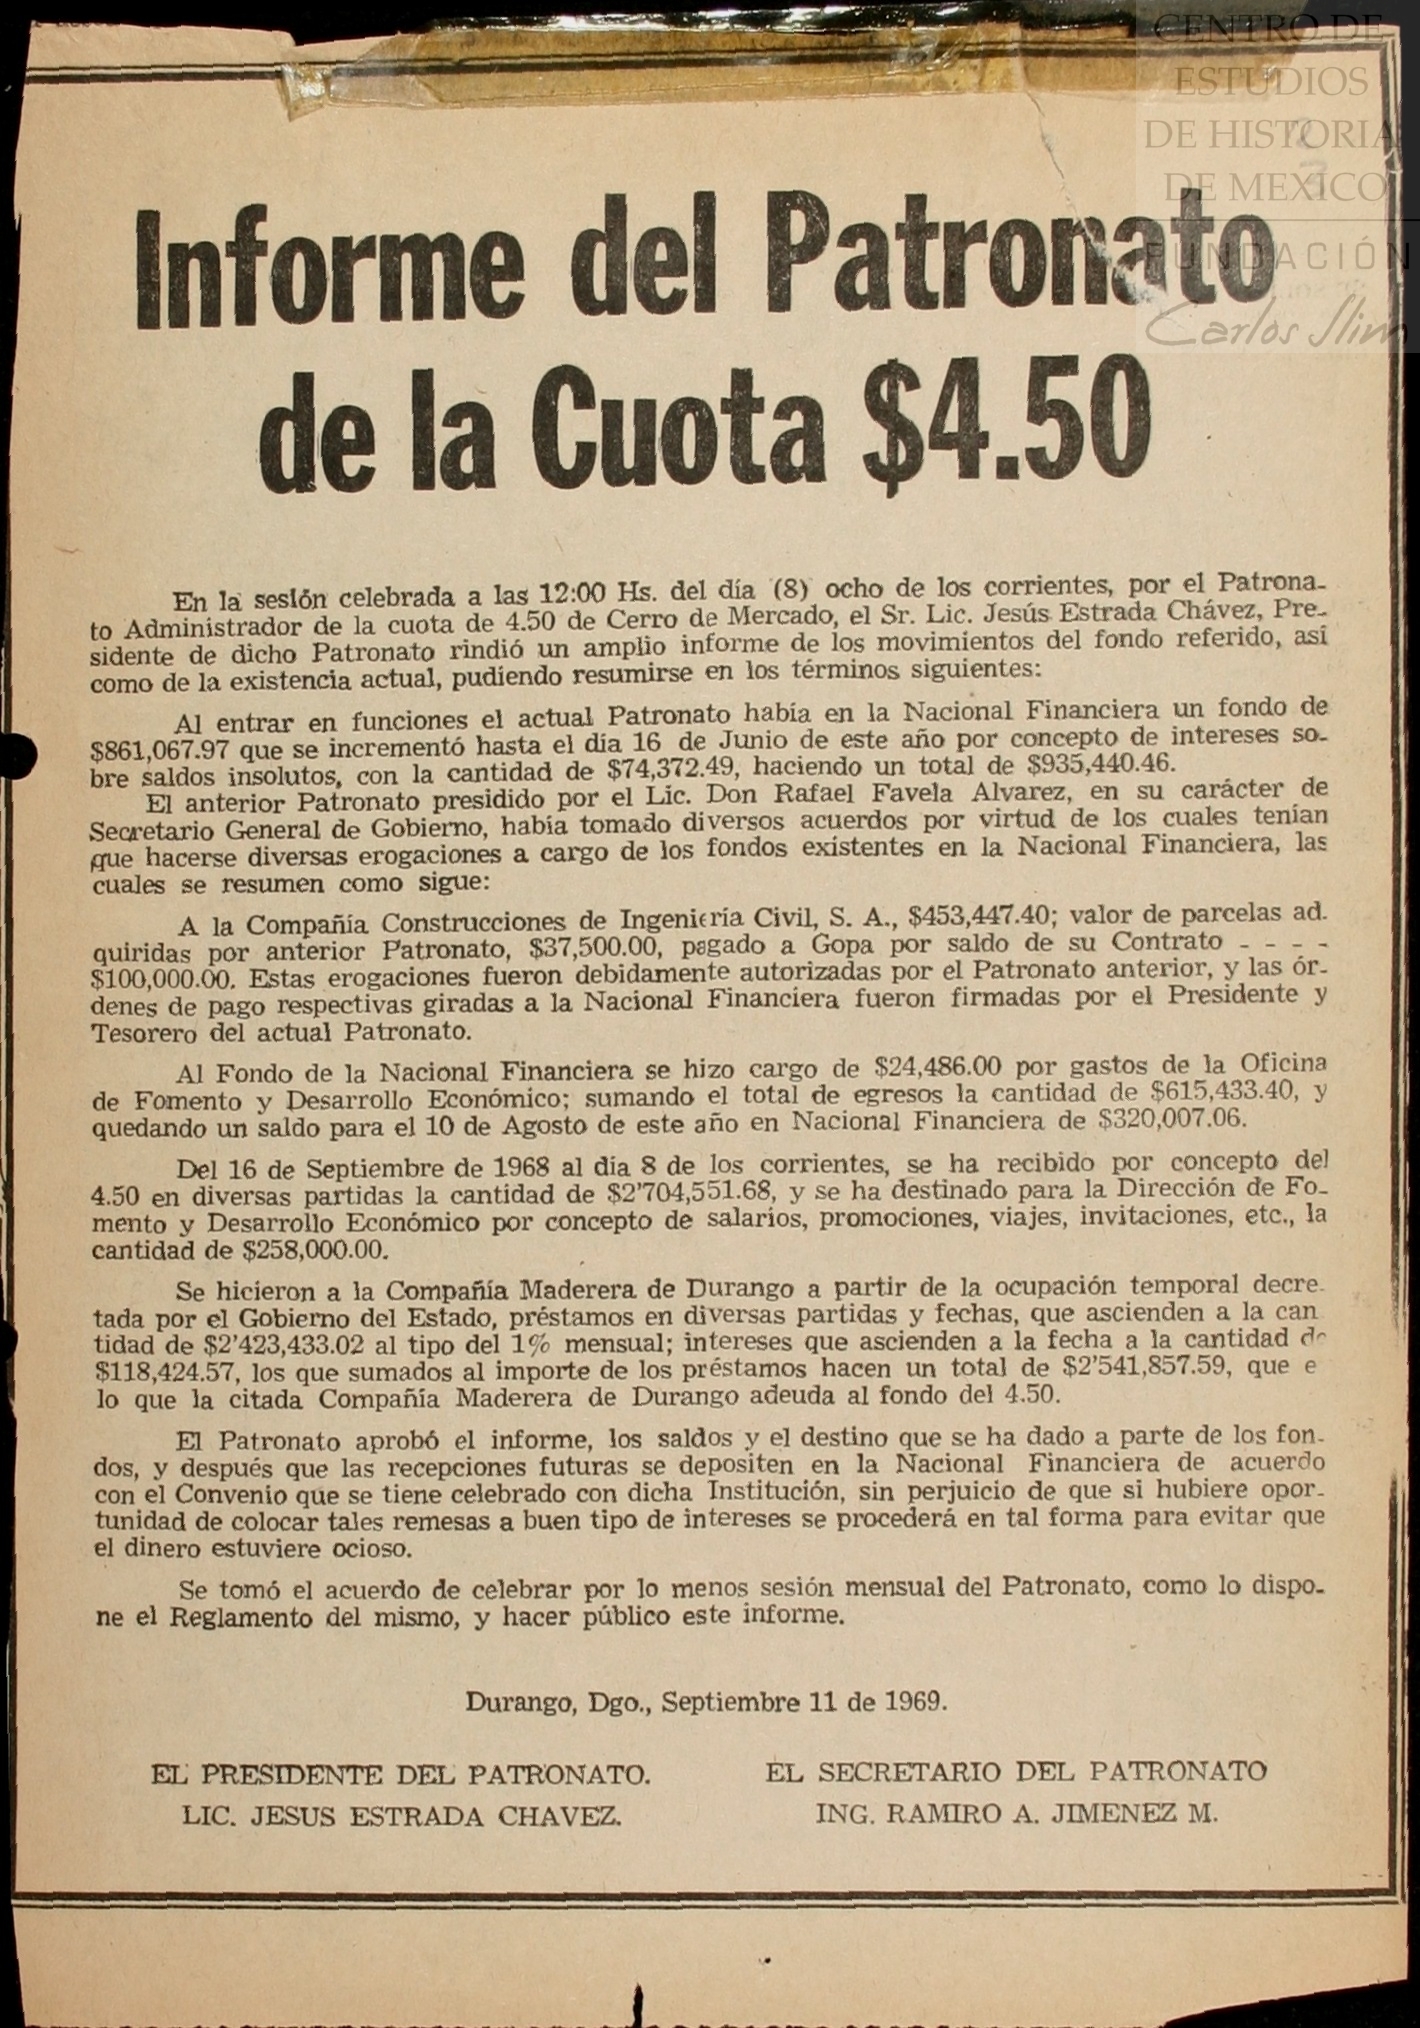 CENTRO DE
ESTUDIOS
DE HISTORIA
DE MEXICO
FUNDACIÓN
Carlos Slim
Informe del Patronato
de la Cuota $4.50
En la sesión celebrada a las 12:00 Hs. del día (8) ocho de los corrientes, por el Patrona-
to Administrador de la cuota de 4.50 de Cerro de Mercado, el Sr. Lic. Jesús Estrada Chávez, Pre-
sidente de dicho Patronato rindió un amplio informe de los movimientos del fondo referido, así
como de la existencia actual, pudiendo resumirse en los términos siguientes:
Al entrar en funciones el actual Patronato había en la Nacional Financiera un fondo de
$861,067.97 que se incrementó hasta el día 16 de Junio de este año por concepto de intereses so-
bre saldos insolutos, con la cantidad de $74,372.49, haciendo un total de $935,440.46.
El anterior Patronato presidido por el Lic. Don Rafael Favela Alvarez, en su carácter de
Secretario General de Gobierno, había tomado diversos acuerdos por virtud de los cuales tenían
que hacerse diversas erogaciones a cargo de los fondos existentes en la Nacional Financiera, las
cuales se resumen como sigue:
A la Compañía Construcciones de Ingeniería Civil, S. A., $453,447.40; valor de parcelas ad-
quiridas por anterior Patronato, $37,500.00, pagado a Gopa por saldo de su Contrato - - - -
$100,000.00. Estas erogaciones fueron debidamente autorizadas por el Patronato anterior, y las ór-
denes de pago respectivas giradas a la Nacional Financiera fueron firmadas por el Presidente y
Tesorero del actual Patronato.
Al Fondo de la Nacional Financiera se hizo cargo de $24,486.00 por gastos de la Oficina
de Fomento y Desarrollo Económico; sumando el total de egresos la cantidad de $615,433.40, y
quedando un saldo para el 10 de Agosto de este año en Nacional Financiera de $320,007.06.
Del 16 de Septiembre de 1968 al día 8 de los corrientes, se ha recibido por concepto del
4.50 en diversas partidas la cantidad de $2'704,551.68, y se ha destinado para la Dirección de Fo-
mento y Desarrollo Económico por concepto de salarios, promociones, viajes, invitaciones, etc., la
cantidad de $258,000.00.
Se hicieron a la Compañía Maderera de Durango a partir de la ocupación temporal decre-
tada por el Gobierno del Estado, préstamos en diversas partidas y fechas, que ascienden a la can
tidad de $2'423,433.02 al tipo del 1% mensual; intereses que ascienden a la fecha a la cantidad de
$118,424.57, los que sumados al importe de los préstamos hacen un total de $2'541,857.59, que e
lo que la citada Compañía Maderera de Durango adeuda al fondo del 4.50.
El Patronato aprobó el informe, los saldos y el destino que se ha dado a parte de los fon-
dos, y después que las recepciones futuras se depositen en la Nacional Financiera de acuerdo
con el Convenio que se tiene celebrado con dicha Institución, sin perjuicio de que si hubiere opor-
tunidad de colocar tales remesas a buen tipo de intereses se procederá en tal forma para evitar que
el dinero estuviere ocioso.
Se tomó el acuerdo de celebrar por lo menos sesión mensual del Patronato, como lo dispo-
ne el Reglamento del mismo, y hacer público este informe.
Durango, Dgo., Septiembre 11 de 1969.
EL PRESIDENTE DEL PATRONATO.
LIC. JESUS ESTRADA CHAVEZ.
EL SECRETARIO DEL PATRONATO
ING. RAMIRO A. JIMENEZ M.